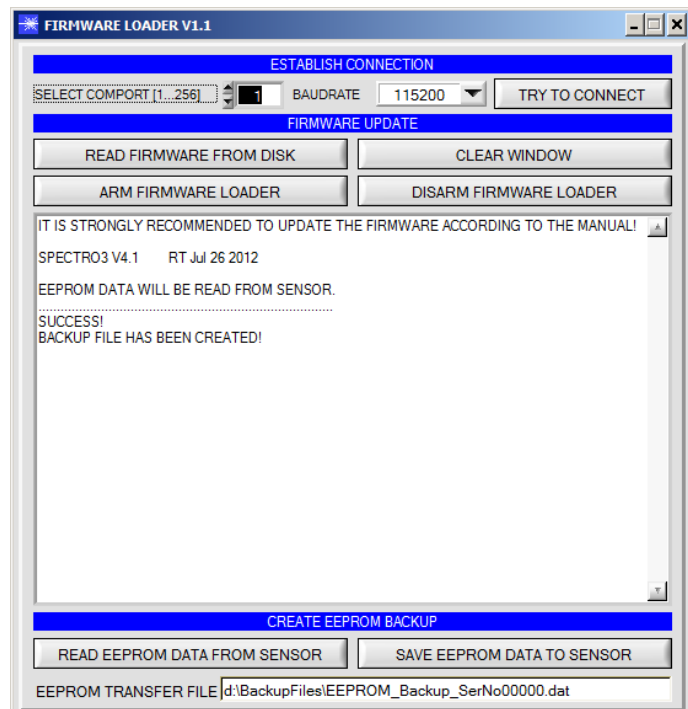 FIRMWARE LOADER V1.1
ESTABLISH CONNECTION
SELECT COMPORT [1...256] 1 BAUDRATE 115200 TRY TO CONNECT
FIRMWARE UPDATE
READ FIRMWARE FROM DISK CLEAR WINDOW
ARM FIRMWARE LOADER DISARM FIRMWARE LOADER
IT IS STRONGLY RECOMMENDED TO UPDATE THE FIRMWARE ACCORDING TO THE MANUAL!
SPECTRO3 V4.1 RT Jul 26 2012
EEPROM DATA WILL BE READ FROM SENSOR.
................................................................................
SUCCESS!
BACKUP FILE HAS BEEN CREATED!
CREATE EEPROM BACKUP
READ EEPROM DATA FROM SENSOR SAVE EEPROM DATA TO SENSOR
EEPROM TRANSFER FILE d:\BackupFiles\EEPROM_Backup_SerNo00000.dat